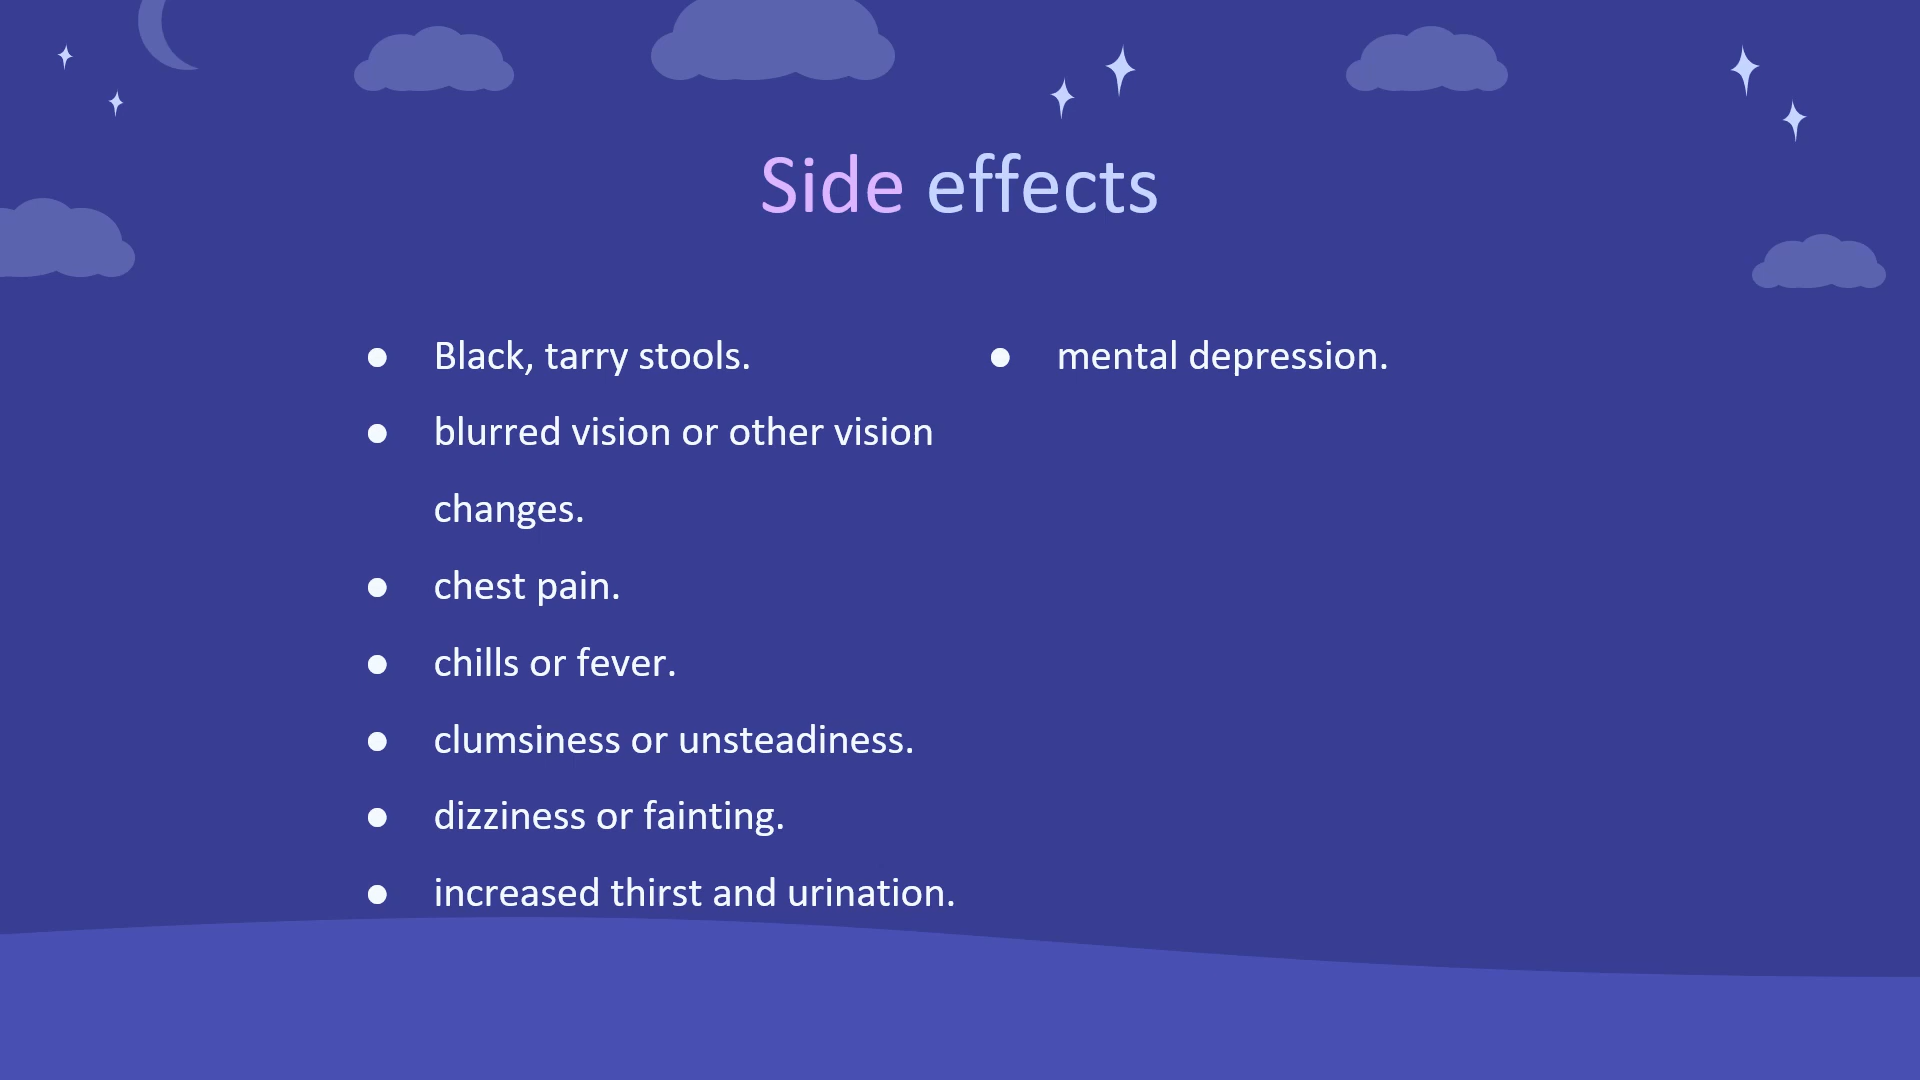 Side effects
● Black, tarry stools.
● blurred vision or other vision
changes.
● chest pain.
● chills or fever.
● clumsiness or unsteadiness.
● dizziness or fainting.
● increased thirst and urination.
● mental depression.